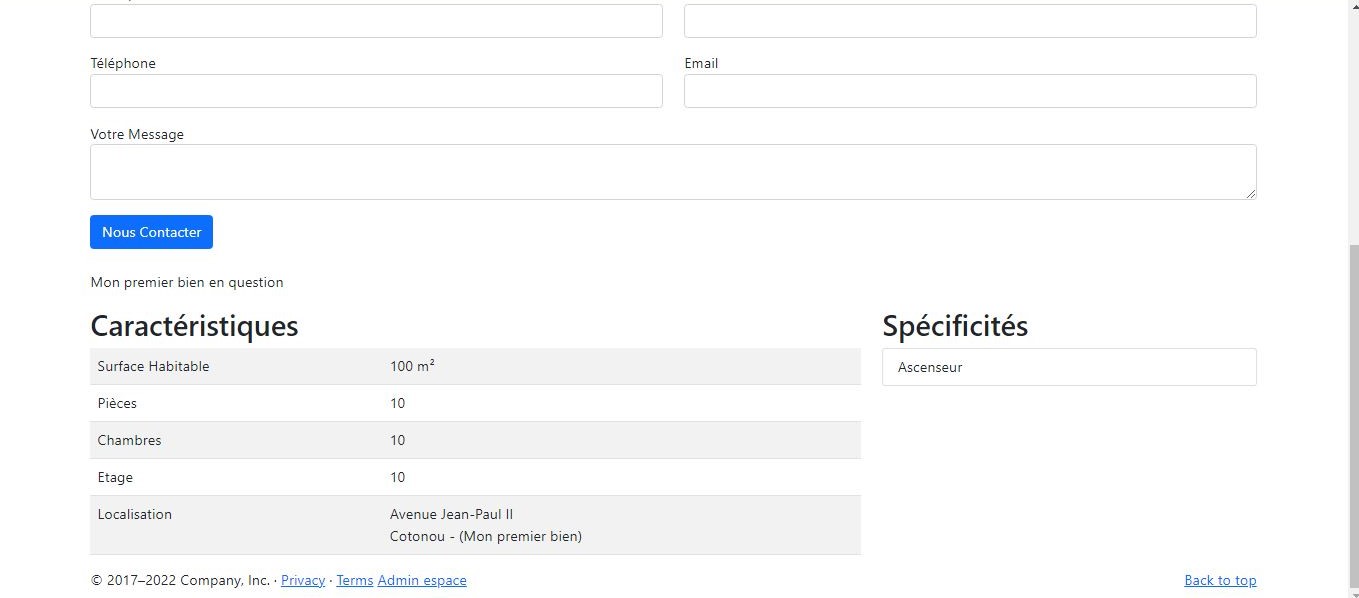 Téléphone
Email
Votre Message
Nous Contacter
Mon premier bien en question
Caractéristiques
Surface Habitable 100 m²
Pièces 10
Chambres 10
Etage 10
Localisation Avenue Jean-Paul II
Cotonou - (Mon premier bien)
Spécificités
Ascenseur
© 2017–2022 Company, Inc. · Privacy · Terms Admin espace
Back to top